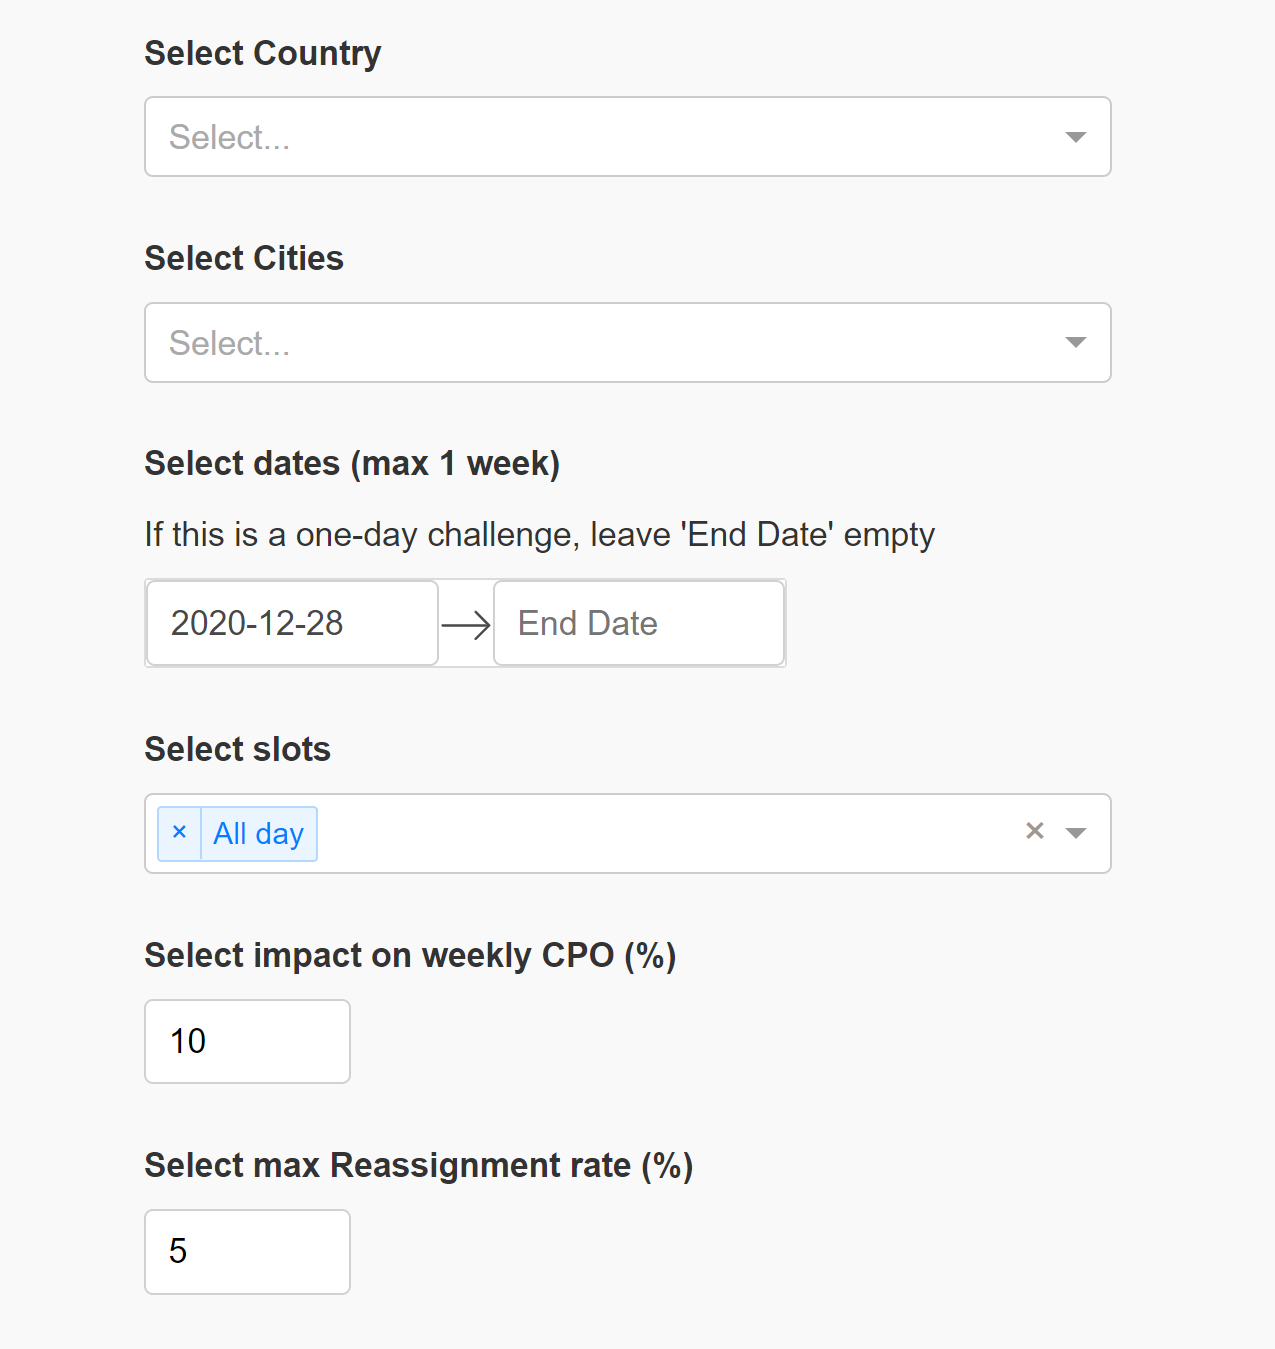 Select Country
Select...
Select Cities
Select...
Select dates (max 1 week)
If this is a one-day challenge, leave 'End Date' empty
2020-12-28 → End Date
Select slots
× All day ×
Select impact on weekly CPO (%)
10
Select max Reassignment rate (%)
5